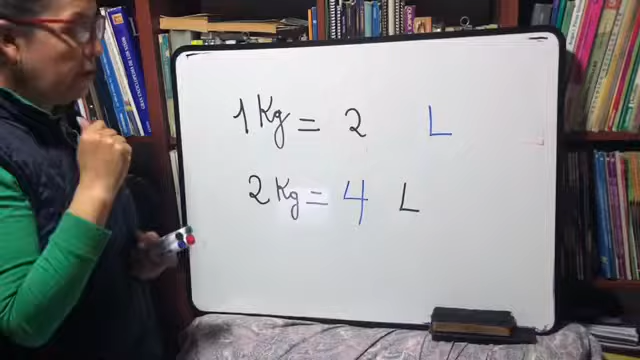 1 Kg = 2 L
2 Kg = 4 L